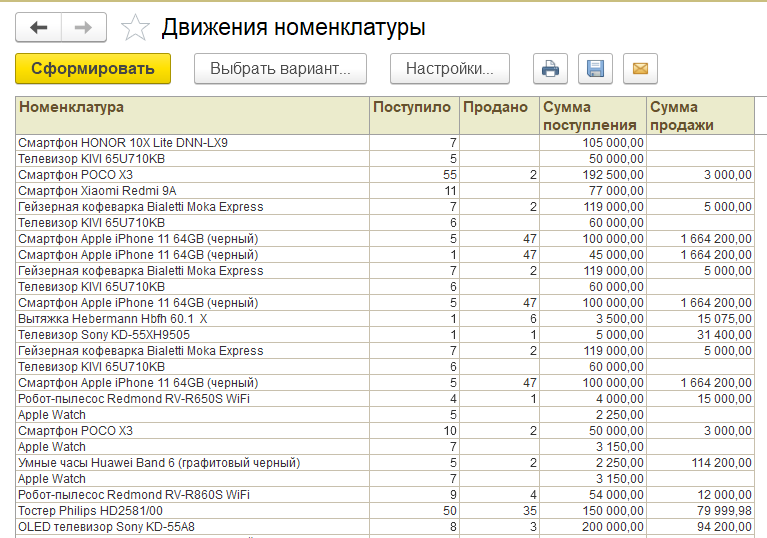 Движения номенклатуры
Сформировать Выбрать вариант... Настройки...
Номенклатура Поступило Продано Сумма поступления Сумма продажи
Смартфон HONOR 10X Lite DNN-LX9 7 105 000,00
Телевизор KIVI 65U710KB 5 50 000,00
Смартфон POCO X3 55 2 192 500,00 3 000,00
Смартфон Xiaomi Redmi 9A 11 77 000,00
Гейзерная кофеварка Bialetti Moka Express 7 2 119 000,00 5 000,00
Телевизор KIVI 65U710KB 6 60 000,00
Смартфон Apple iPhone 11 64GB (черный) 5 47 100 000,00 1 664 200,00
Смартфон Apple iPhone 11 64GB (черный) 1 47 45 000,00 1 664 200,00
Гейзерная кофеварка Bialetti Moka Express 7 2 119 000,00 5 000,00
Телевизор KIVI 65U710KB 6 60 000,00
Смартфон Apple iPhone 11 64GB (черный) 5 47 100 000,00 1 664 200,00
Вытяжка Hebermann Hbfh 60.1 X 1 6 3 500,00 15 075,00
Телевизор Sony KD-55XH9505 1 1 5 000,00 31 400,00
Гейзерная кофеварка Bialetti Moka Express 7 2 119 000,00 5 000,00
Телевизор KIVI 65U710KB 6 60 000,00
Смартфон Apple iPhone 11 64GB (черный) 5 47 100 000,00 1 664 200,00
Робот-пылесос Redmond RV-R650S WiFi 4 1 4 000,00 15 000,00
Apple Watch 5 2 250,00
Смартфон POCO X3 10 2 50 000,00 3 000,00
Apple Watch 7 3 150,00
Умные часы Huawei Band 6 (графитовый черный) 5 2 2 250,00 114 200,00
Apple Watch 7 3 150,00
Робот-пылесос Redmond RV-R860S WiFi 9 4 54 000,00 12 000,00
Тостер Philips HD2581/00 50 35 150 000,00 79 999,98
OLED телевизор Sony KD-55A8 8 3 200 000,00 94 200,00